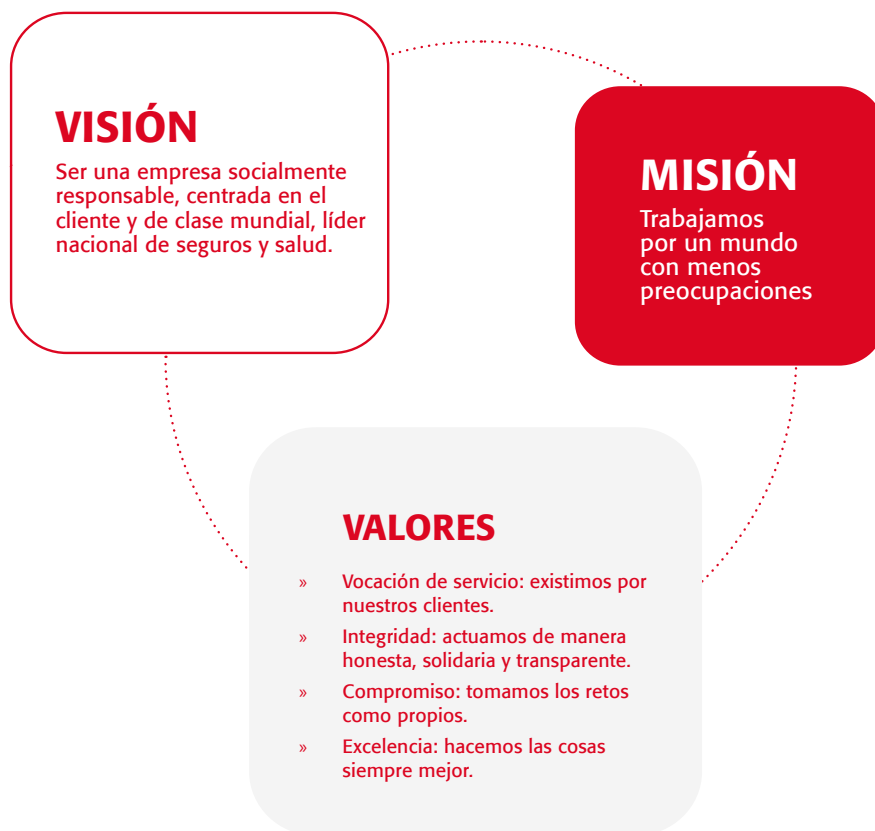 VISIÓN
Ser una empresa socialmente
responsable, centrada en el
cliente y de clase mundial, líder
nacional de seguros y salud.
MISIÓN
Trabajamos
por un mundo
con menos
preocupaciones
VALORES
» Vocación de servicio: existimos por
nuestros clientes.
» Integridad: actuamos de manera
honesta, solidaria y transparente.
» Compromiso: tomamos los retos
como propios.
» Excelencia: hacemos las cosas
siempre mejor.